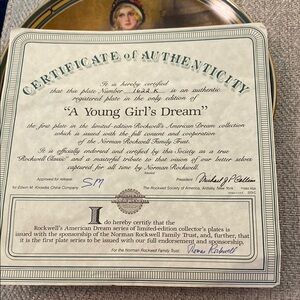 CERTIFICATE of AUTHENTICITY
It is hereby certified
that this plate Number 1622 K is an authentic
registered plate in the only edition of
"A Young Girl's Dream"
the first plate in the limited-edition Rockwell's American Dream collection
which is issued with the full consent and cooperation
of the Norman Rockwell Family Trust.
It is officially endorsed and certified by this Society as a true
"Rockwell Classic" and a masterful tribute to that vision of our better selves
captured for all time by Norman Rockwell.
Approved for release:
SM
for Edwin M. Knowles China Company
President
The Rockwell Society of America, Ardsley New York
I do hereby certify that the
Rockwell's American Dream series of limited-edition collector's plates is
issued with the sponsorship of the Norman Rockwell Family Trust, and, further, that
it is the first plate series to be issued with our full endorsement and sponsorship.
For the Norman Rockwell Family Trust